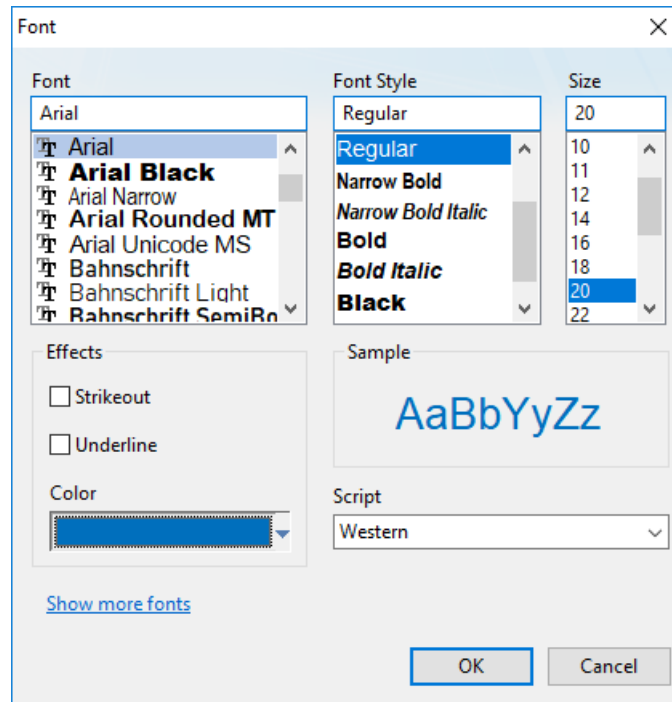 Font
Font
Arial
Arial
Arial Black
Arial Narrow
Arial Rounded MT
Arial Unicode MS
Bahnschrift
Bahnschrift Light
Bahnschrift SemiBo
Font Style
Regular
Regular
Narrow Bold
Narrow Bold Italic
Bold
Bold Italic
Black
Size
20
10
11
12
14
16
18
20
22
Effects
Strikeout
Underline
Color
Sample
AaBbYyZz
Script
Western
Show more fonts
OK
Cancel